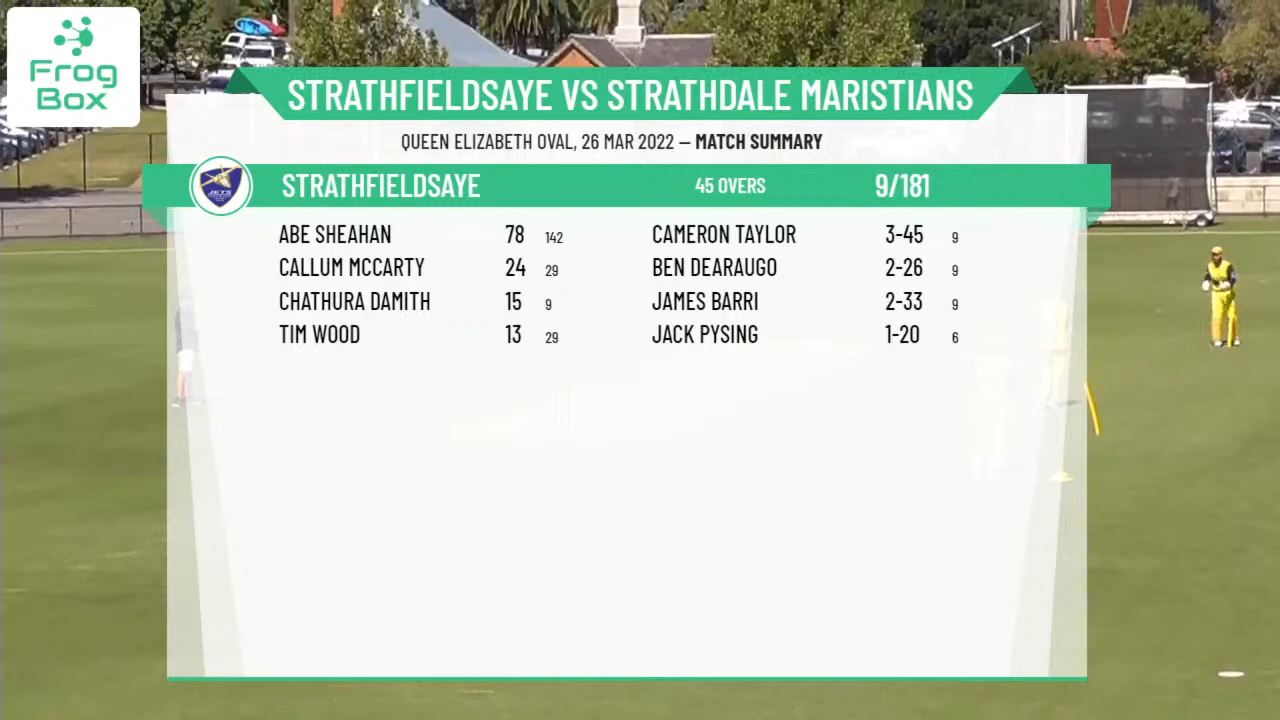 Frog
Box
STRATHFIELDSAYE VS STRATHDALE MARISTIANS
QUEEN ELIZABETH OVAL, 26 MAR 2022 – MATCH SUMMARY
JETS
STRATHFIELDSAYE 45 OVERS 9/181
ABE SHEAHAN 78 142 CAMERON TAYLOR 3-45 9
CALLUM MCCARTY 24 29 BEN DEARAUGO 2-26 9
CHATHURA DAMITH 15 9 JAMES BARRI 2-33 9
TIM WOOD 13 29 JACK PYSING 1-20 6